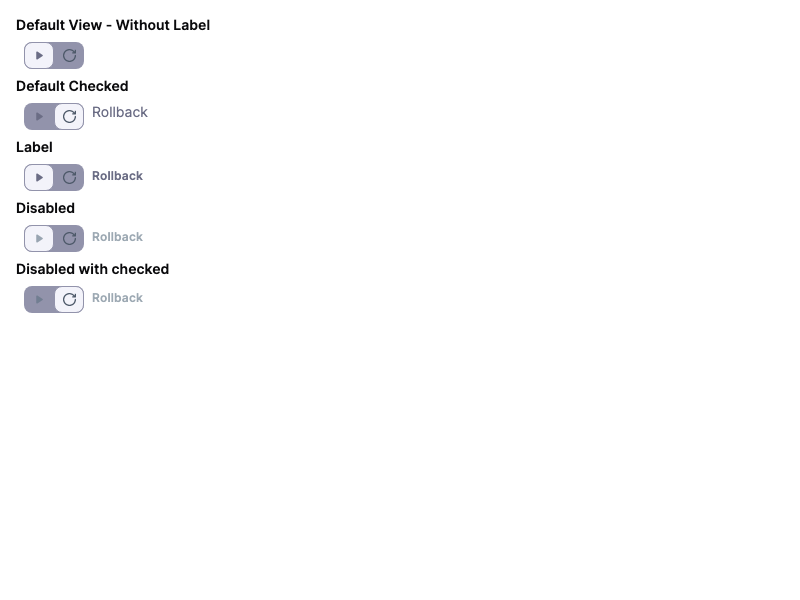 Default View - Without Label
Default Checked
Rollback
Label
Rollback
Disabled
Rollback
Disabled with checked
Rollback